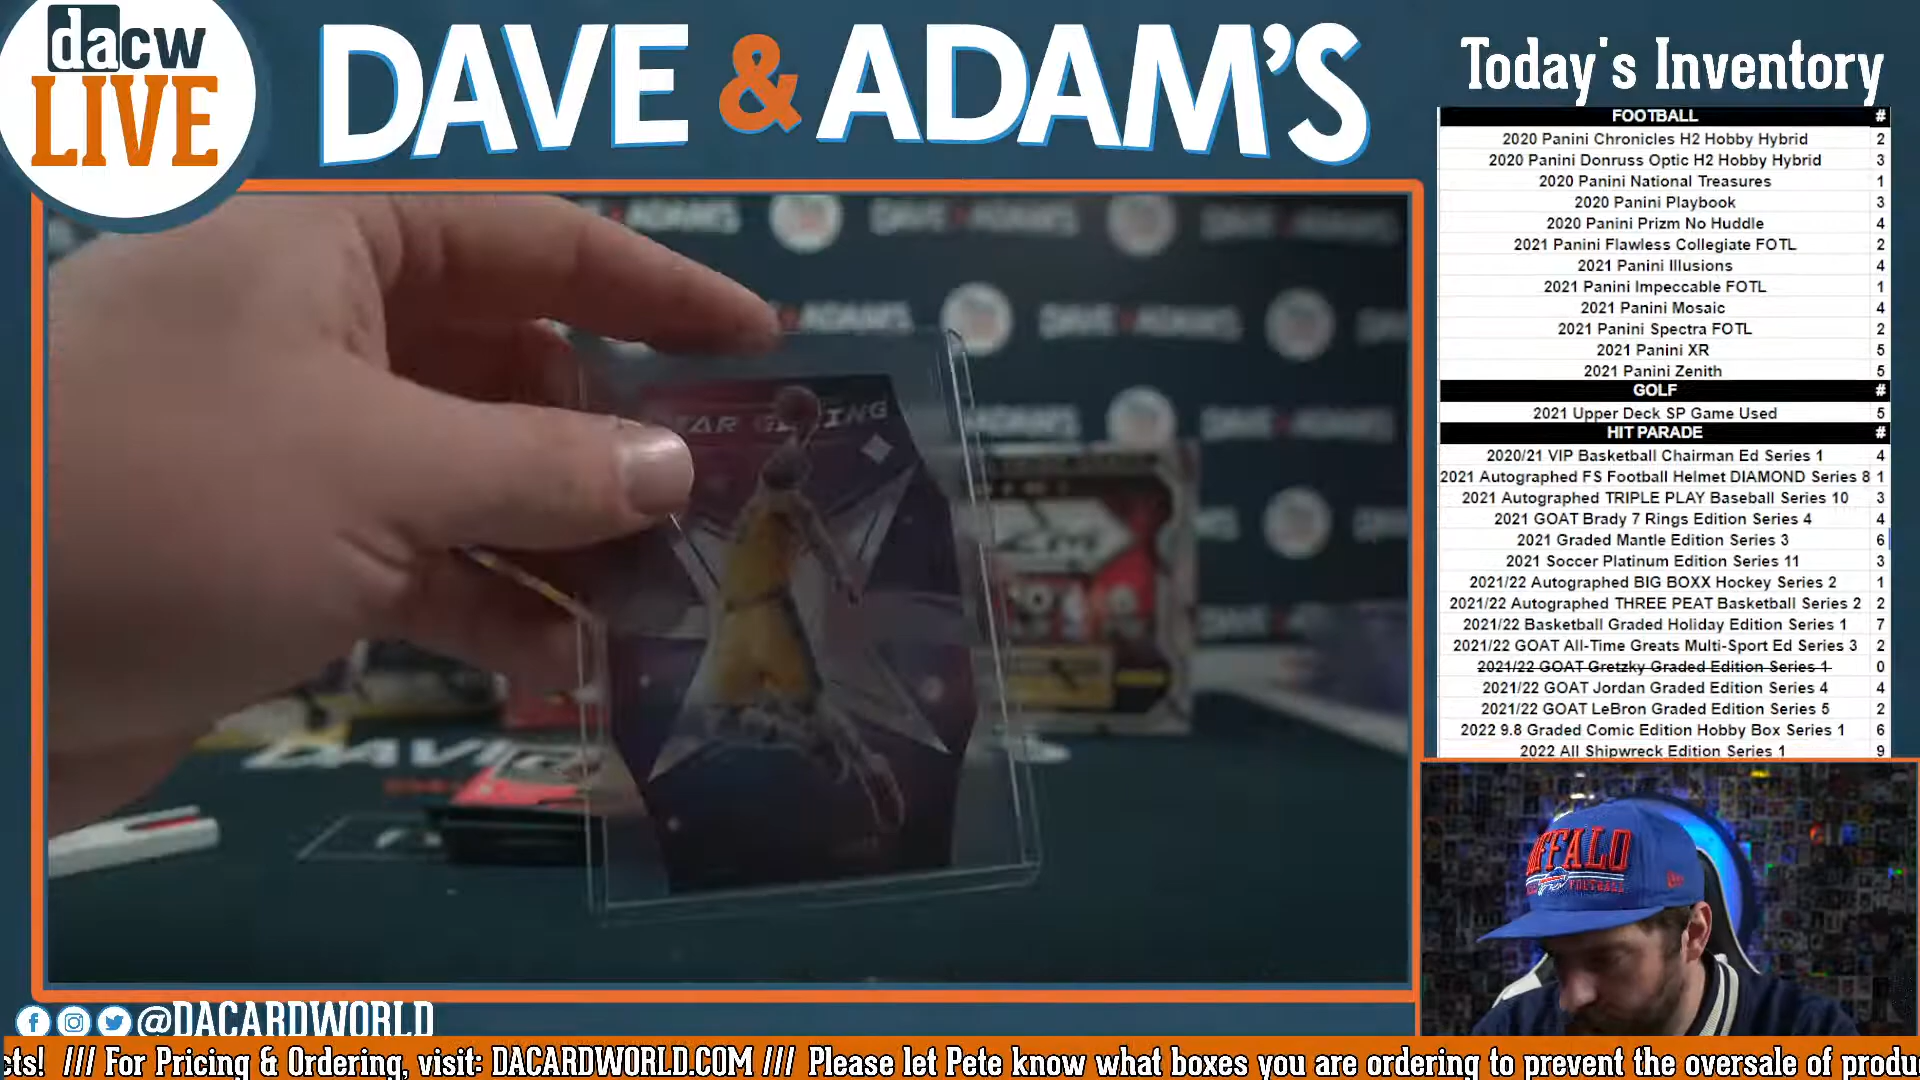 dacw
LIVE
DAVE & ADAM'S
Today's Inventory
FOOTBALL #
2020 Panini Chronicles H2 Hobby Hybrid 2
2020 Panini Donruss Optic H2 Hobby Hybrid 3
2020 Panini National Treasures 1
2020 Panini Playbook 3
2020 Panini Prizm No Huddle 4
2021 Panini Flawless Collegiate FOTL 2
2021 Panini Illusions 4
2021 Panini Impeccable FOTL 1
2021 Panini Mosaic 4
2021 Panini Spectra FOTL 2
2021 Panini XR 5
2021 Panini Zenith 5
GOLF #
2021 Upper Deck SP Game Used 5
HIT PARADE #
2020/21 VIP Basketball Chairman Ed Series 1 4
2021 Autographed FS Football Helmet DIAMOND Series 8 1
2021 Autographed TRIPLE PLAY Baseball Series 10 3
2021 GOAT Brady 7 Rings Edition Series 4 4
2021 Graded Mantle Edition Series 3 6
2021 Soccer Platinum Edition Series 11 3
2021/22 Autographed BIG BOXX Hockey Series 2 1
2021/22 Autographed THREE PEAT Basketball Series 2 2
2021/22 Basketball Graded Holiday Edition Series 1 7
2021/22 GOAT All-Time Greats Multi-Sport Ed Series 3 2
2021/22 GOAT Gretzky Graded Edition Series 1 0
2021/22 GOAT Jordan Graded Edition Series 4 4
2021/22 GOAT LeBron Graded Edition Series 5 2
2022 9.8 Graded Comic Edition Hobby Box Series 1 6
2022 All Shipwreck Edition Series 1 9
DAVE & ADAM'S
ADAM'S
DAVE ADAM'S
FFALO
FOOTBALL
@DACARDWORLD
cts! /// For Pricing & Ordering, visit: DACARDWORLD.COM /// Please let Pete know what boxes you are ordering to prevent the oversale of produ